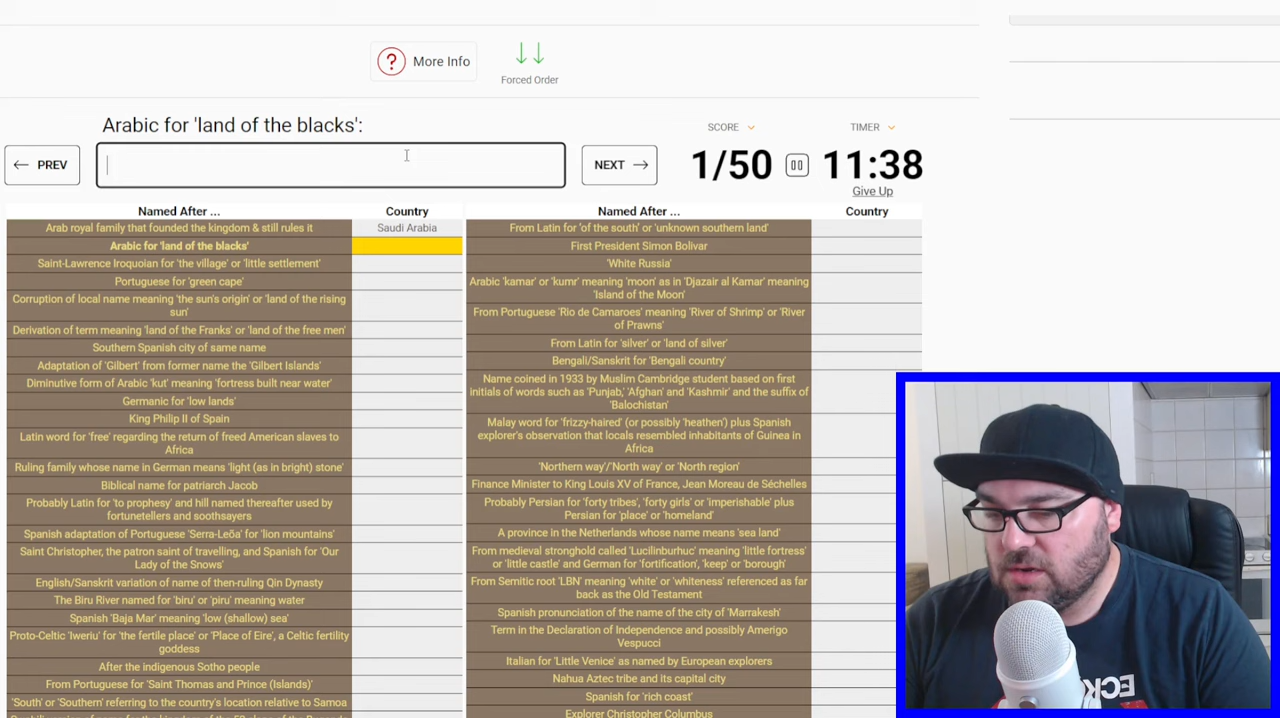 More Info
Forced Order
Arabic for 'land of the blacks':
PREV
NEXT
SCORE
1/50
TIMER
11:38
Give Up
Named After ...
Country
Arab royal family that founded the kingdom & still rules it
Saudi Arabia
Arabic for 'land of the blacks'
Saint-Lawrence Iroquoian for 'the village' or 'little settlement'
Portuguese for 'green cape'
Corruption of local name meaning 'the sun's origin' or 'land of the rising
sun'
Derivation of term meaning 'land of the Franks' or 'land of the free men'
Southern Spanish city of same name
Adaptation of 'Gilbert' from former name the 'Gilbert Islands'
Diminutive form of Arabic 'kut' meaning 'fortress built near water'
Germanic for 'low lands'
King Philip II of Spain
Latin word for 'free' regarding the return of freed American slaves to
Africa
Ruling family whose name in German means 'light (as in bright) stone'
Biblical name for patriarch Jacob
Probably Latin for 'to prophesy' and hill named thereafter used by
fortunetellers and soothsayers
Spanish adaptation of Portuguese 'Serra-Leõa' for 'lion mountains'
Saint Christopher, the patron saint of travelling, and Spanish for 'Our
Lady of the Snows'
English/Sanskrit variation of name of then-ruling Qin Dynasty
The Biru River named for 'biru' or 'piru' meaning water
Spanish 'Baja Mar' meaning 'low (shallow) sea'
Proto-Celtic 'Iweriu' for 'the fertile place' or 'Place of Eire', a Celtic fertility
goddess
After the indigenous Sotho people
From Portuguese for 'Saint Thomas and Prince (Islands)'
'South' or 'Southern' referring to the country's location relative to Samoa
Named After ...
Country
From Latin for 'of the south' or 'unknown southern land'
First President Simon Bolivar
'White Russia'
Arabic 'kamar' or 'kumr' meaning 'moon' as in 'Djazair al Kamar' meaning
'Island of the Moon'
From Portuguese 'Rio de Camaroes' meaning 'River of Shrimp' or 'River
of Prawns'
From Latin for 'silver' or 'land of silver'
Bengali/Sanskrit for 'Bengali country'
Name coined in 1933 by Muslim Cambridge student based on first
initials of words such as 'Punjab,' 'Afghan' and 'Kashmir' and the suffix of
'Balochistan'
Malay word for 'frizzy-haired' (or possibly 'heathen') plus Spanish
explorer's observation that locals resembled inhabitants of Guinea in
Africa
'Northern way'/'North way' or 'North region'
Finance Minister to King Louis XV of France, Jean Moreau de Séchelles
Probably Persian for 'forty tribes', 'forty girls' or 'imperishable' plus
Persian for 'place' or 'homeland'
A province in the Netherlands whose name means 'sea land'
From medieval stronghold called 'Lucilinburhuc' meaning 'little fortress'
or 'little castle' and German for 'fortification', 'keep' or 'borough'
From Semitic root 'LBN' meaning 'white' or 'whiteness' referenced as far
back as the Old Testament
Spanish pronunciation of the name of the city of 'Marrakesh'
Term in the Declaration of Independence and possibly Amerigo
Vespucci
Italian for 'Little Venice' as named by European explorers
Nahua Aztec tribe and its capital city
Spanish for 'rich coast'
Explorer Christopher Columbus